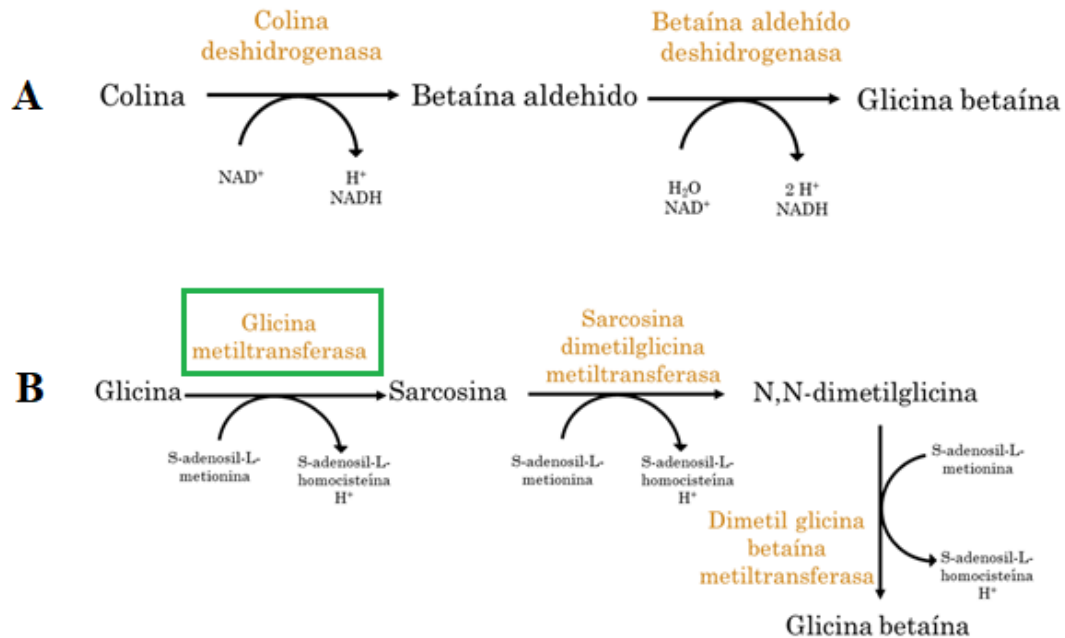 Colina
deshidrogenasa
Betaína aldehído
deshidrogenasa
A
Colina
Betaína aldehido
Glicina betaína
NAD⁺
H⁺
NADH
H₂O
NAD⁺
2 H⁺
NADH
Glicina
metiltransferasa
Sarcosina
dimetilglicina
metiltransferasa
B
Glicina
Sarcosina
N,N-dimetilglicina
S-adenosil-L-
metionina
S-adenosil-L-
homocisteína
H⁺
S-adenosil-L-
metionina
S-adenosil-L-
homocisteína
H⁺
S-adenosil-L-
metionina
Dimetil glicina
betaína
metiltransferasa
S-adenosil-L-
homocisteína
H⁺
Glicina betaína